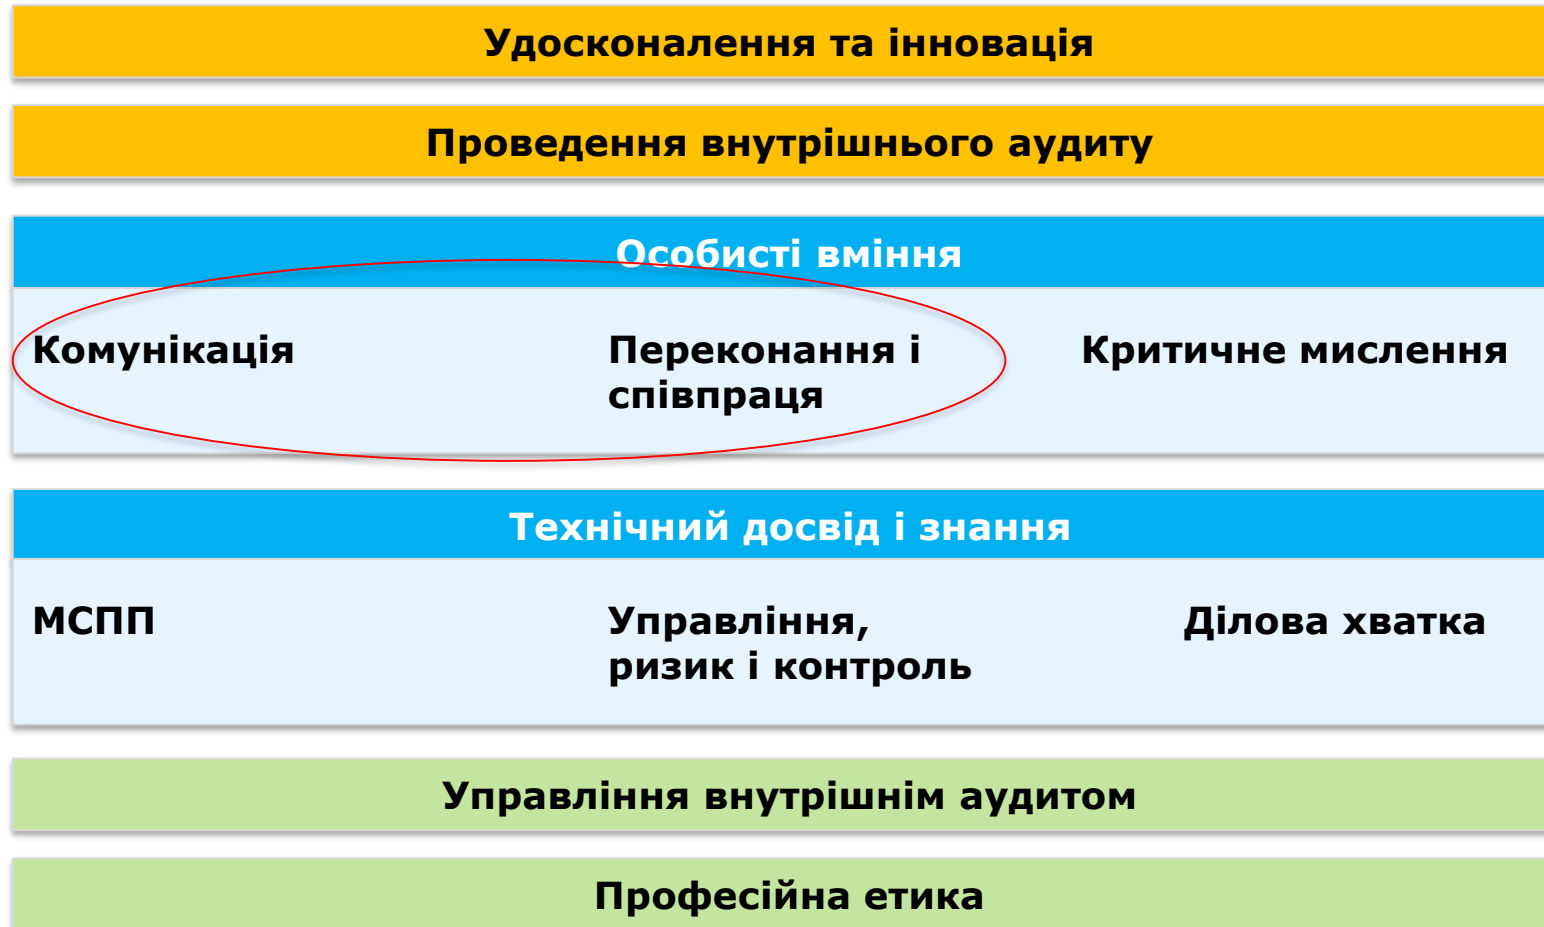 Удосконалення та інновація
Проведення внутрішнього аудиту
Особисті вміння
Комунікація
Переконання і
співпраця
Критичне мислення
Технічний досвід і знання
МСПП
Управління,
ризик і контроль
Ділова хватка
Управління внутрішнім аудитом
Професійна етика